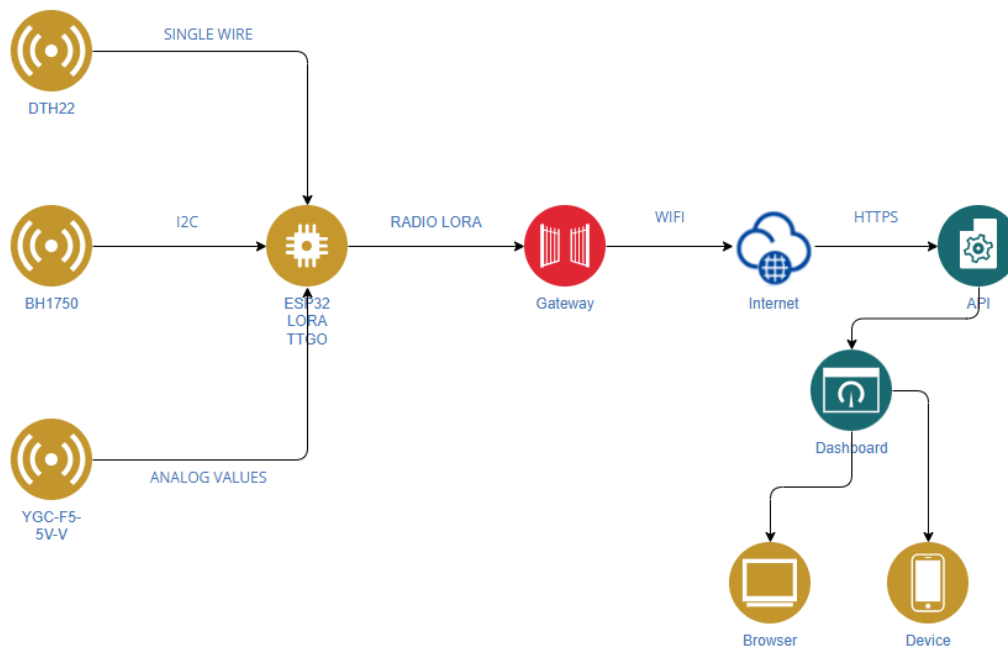 SINGLE WIRE
DTH22
I2C
RADIO LORA
WIFI
HTTPS
BH1750
ESP32
LORA
TTGO
Gateway
Internet
API
Dashboard
ANALOG VALUES
YGC-F5-
5V-V
Browser
Device